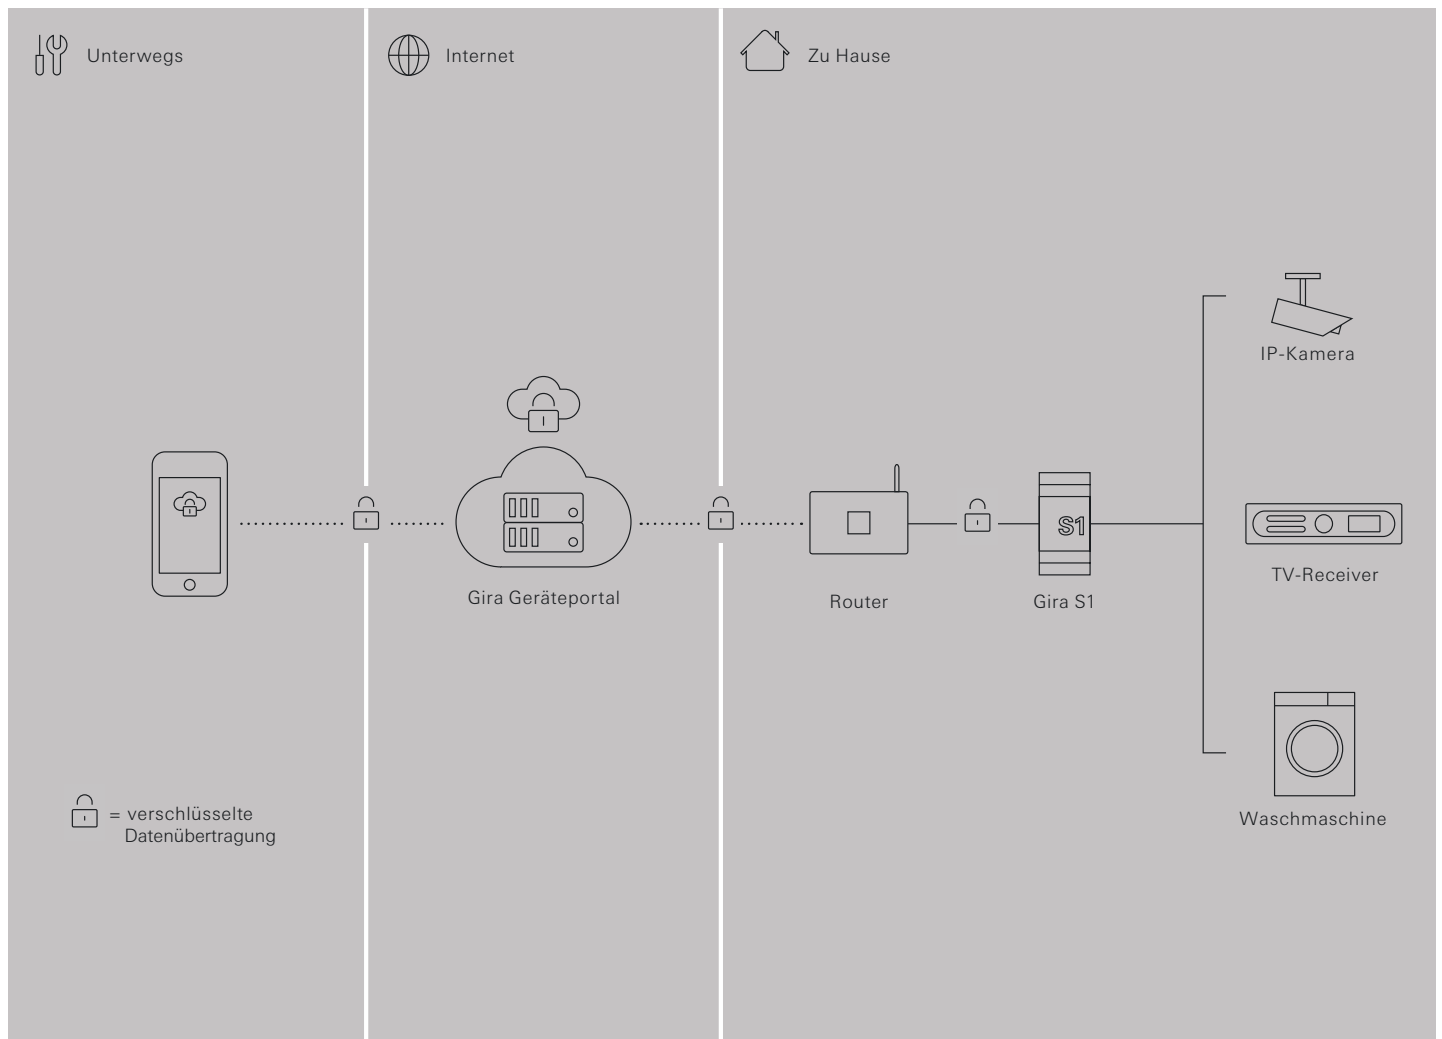 Unterwegs
Internet
Zu Hause
IP-Kamera
S1
TV-Receiver
Gira Geräteportal
Router
Gira S1
= verschlüsselte
Datenübertragung
Waschmaschine